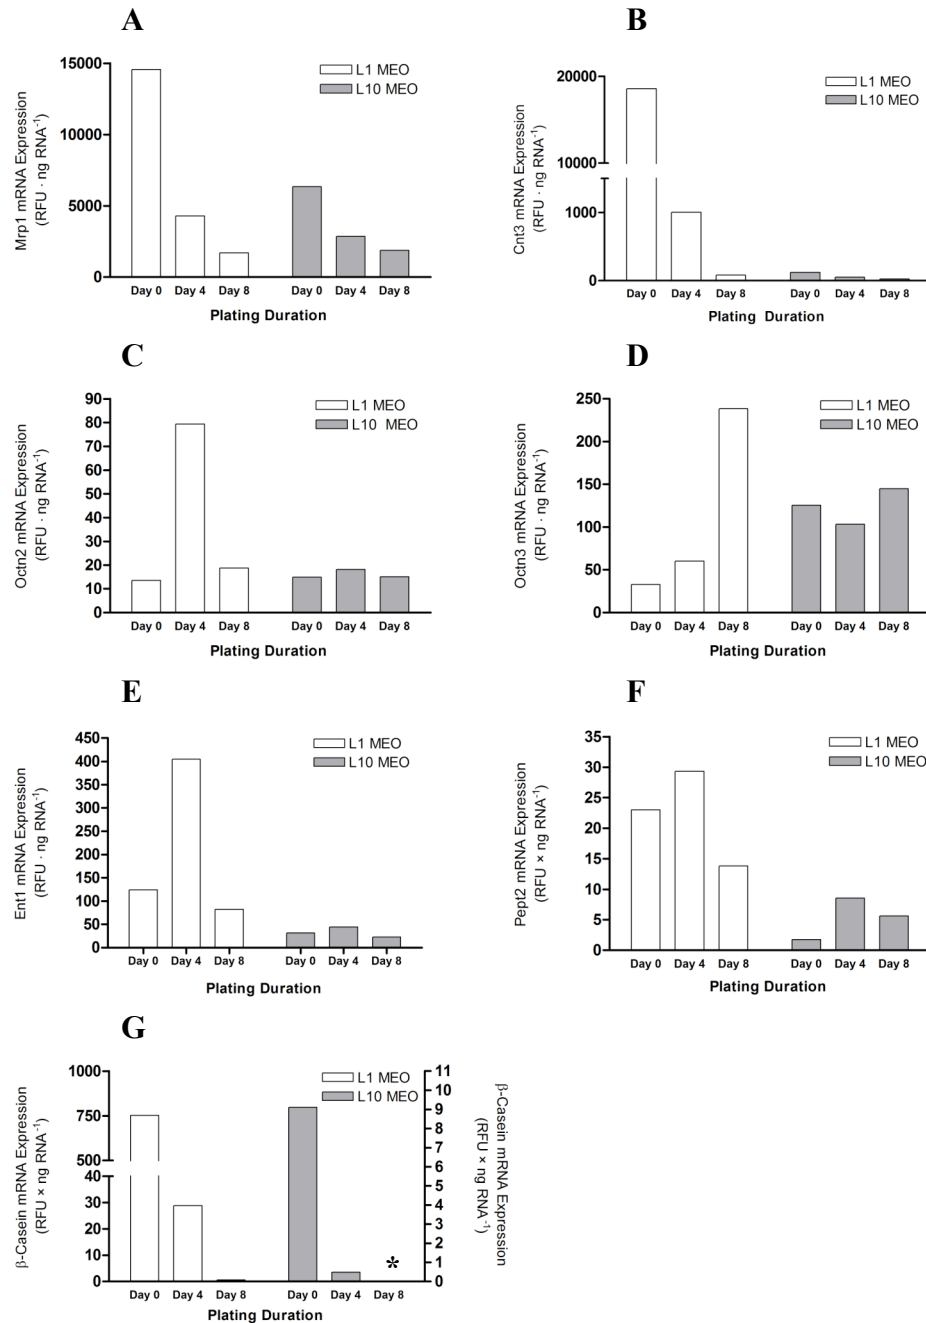 A
Mrp1 mRNA Expression
(RFU · ng RNA⁻¹)
15000
10000
5000
0
L1 MEO
L10 MEO
Day 0 Day 4 Day 8 Day 0 Day 4 Day 8
Plating Duration
B
Cnt3 mRNA Expression
(RFU · ng RNA⁻¹)
20000
10000
1000
0
L1 MEO
L10 MEO
Day 0 Day 4 Day 8 Day 0 Day 4 Day 8
Plating Duration
C
Octn2 mRNA Expression
(RFU · ng RNA⁻¹)
90
80
70
60
50
40
30
20
10
0
L1 MEO
L10 MEO
Day 0 Day 4 Day 8 Day 0 Day 4 Day 8
Plating Duration
D
Octn3 mRNA Expression
(RFU · ng RNA⁻¹)
250
200
150
100
50
0
L1 MEO
L10 MEO
Day 0 Day 4 Day 8 Day 0 Day 4 Day 8
Plating Duration
E
Ent1 mRNA Expression
(RFU · ng RNA⁻¹)
450
400
350
300
250
200
150
100
50
0
L1 MEO
L10 MEO
Day 0 Day 4 Day 8 Day 0 Day 4 Day 8
Plating Duration
F
Pept2 mRNA Expression
(RFU × ng RNA⁻¹)
35
30
25
20
15
10
5
0
L1 MEO
L10 MEO
Day 0 Day 4 Day 8 Day 0 Day 4 Day 8
Plating Duration
G
β-Casein mRNA Expression
(RFU × ng RNA⁻¹)
1000
750
500
40
30
20
10
0
L1 MEO
L10 MEO
*
11
10
9
8
7
6
5
4
3
2
1
0
β-Casein mRNA Expression
(RFU × ng RNA⁻¹)
Day 0 Day 4 Day 8 Day 0 Day 4 Day 8
Plating Duration